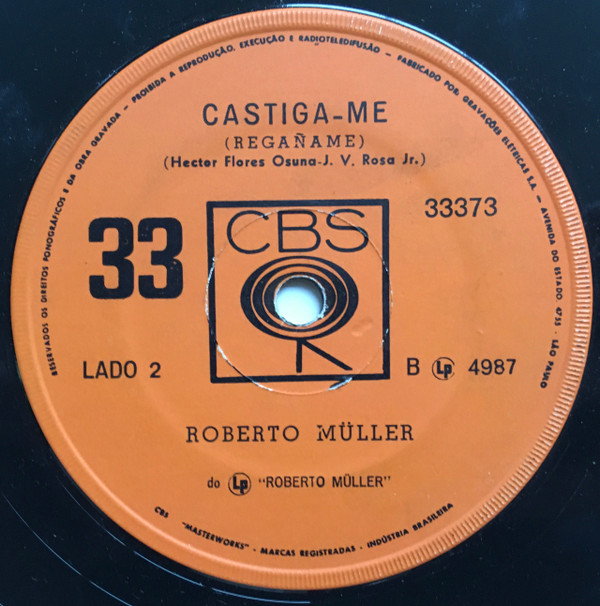 RESERVADOS OS DIREITOS FONOGRÁFICOS E DA OBRA GRAVADA — PROIBIDA A REPRODUÇÃO, EXECUÇÃO E RADIOTELEDIFUSÃO — FABRICADO POR: GRAVAÇÕES ELÉTRICAS S.A. — AVENIDA DO ESTADO 4755 - SÃO PAULO
CASTIGA-ME
(REGAÑAME)
(Hector Flores Osuna-J. V. Rosa Jr.)
33373
33
CBS
LADO 2
B Lp 4987
ROBERTO MÜLLER
do Lp "ROBERTO MÜLLER"
CBS "MASTERWORKS" - MARCAS REGISTRADAS - INDÚSTRIA BRASILEIRA